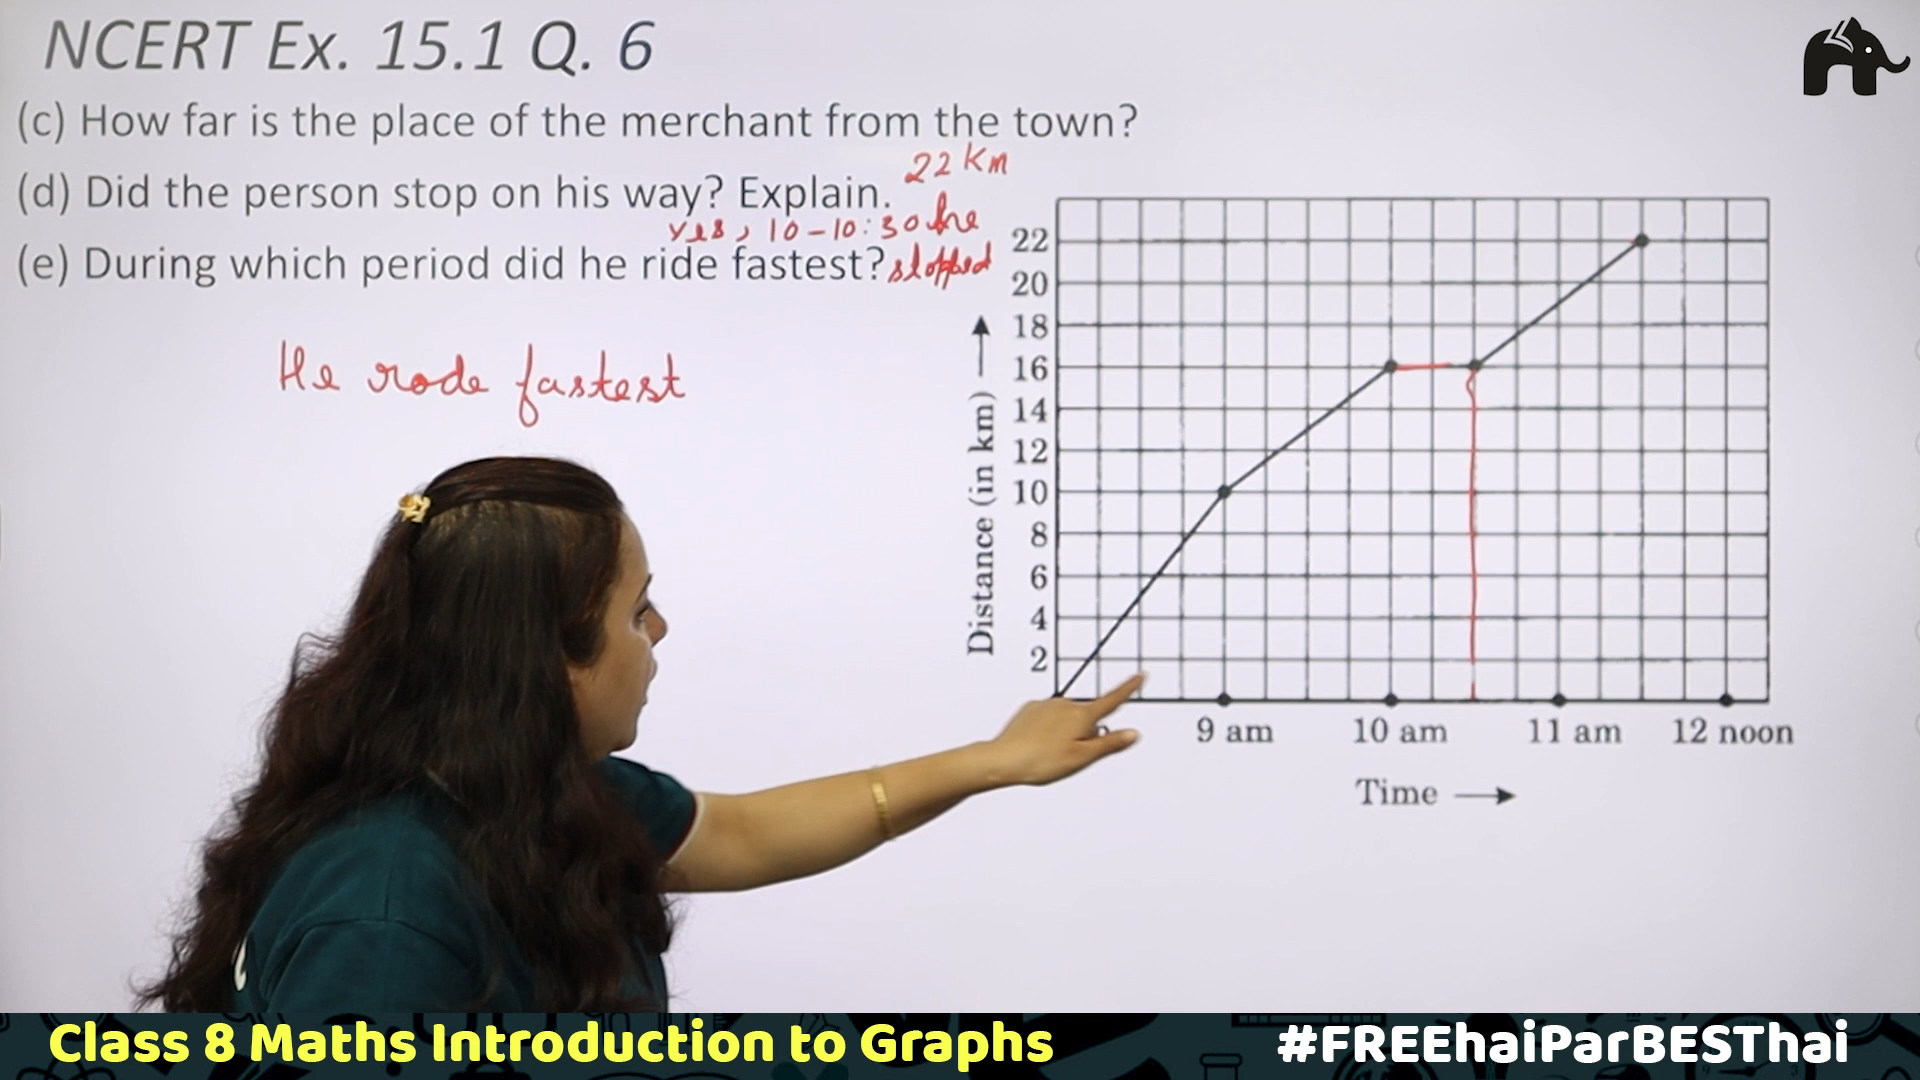 NCERT Ex. 15.1 Q. 6
(c) How far is the place of the merchant from the town?
22 Km
(d) Did the person stop on his way? Explain.
Yes, 10-10:30 he
stopped
(e) During which period did he ride fastest?
He rode fastest
22
20
18
16
14
12
10
8
6
4
2
Distance (in km)
9 am 10 am 11 am 12 noon
Time
Class 8 Maths Introduction to Graphs
#FREEhaiParBESThai